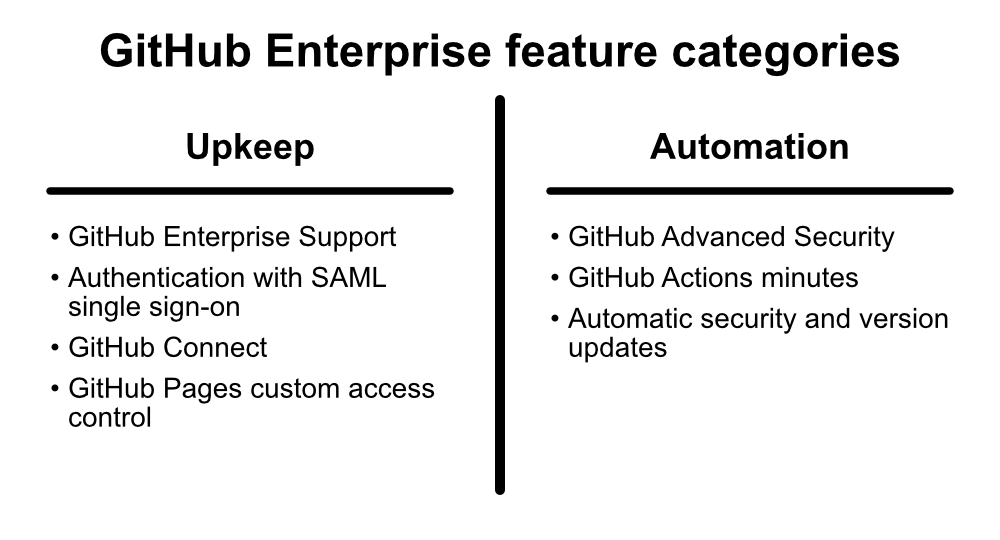 GitHub Enterprise feature categories
Upkeep
• GitHub Enterprise Support
• Authentication with SAML
single sign-on
• GitHub Connect
• GitHub Pages custom access
control
Automation
• GitHub Advanced Security
• GitHub Actions minutes
• Automatic security and version
updates